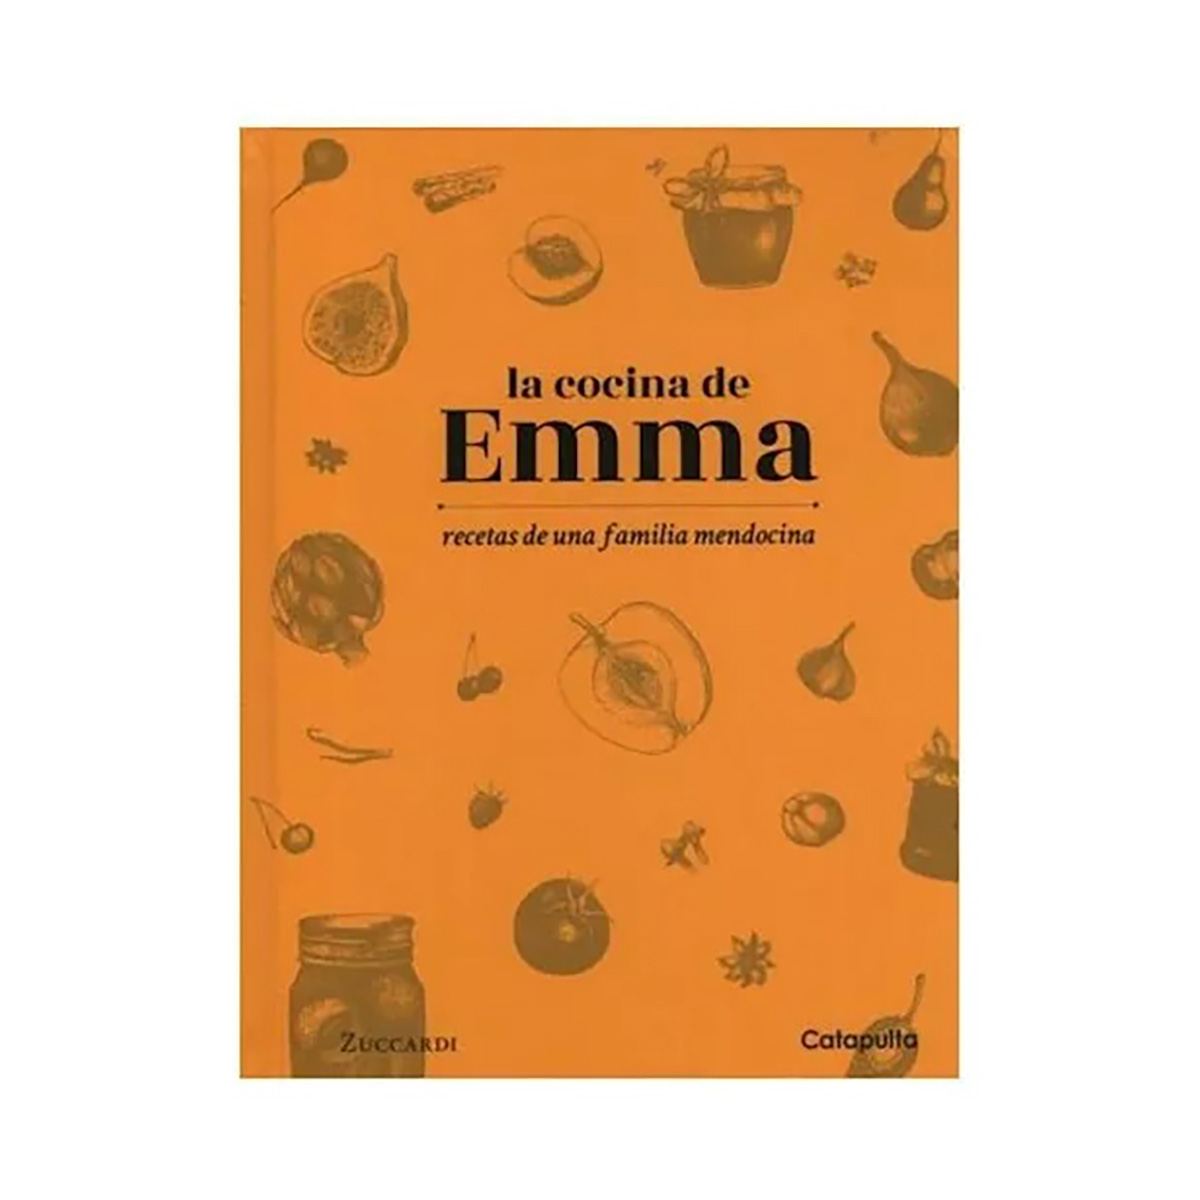 la cocina de
Emma
recetas de una familia mendocina
ZUCCARDI
Catapulta